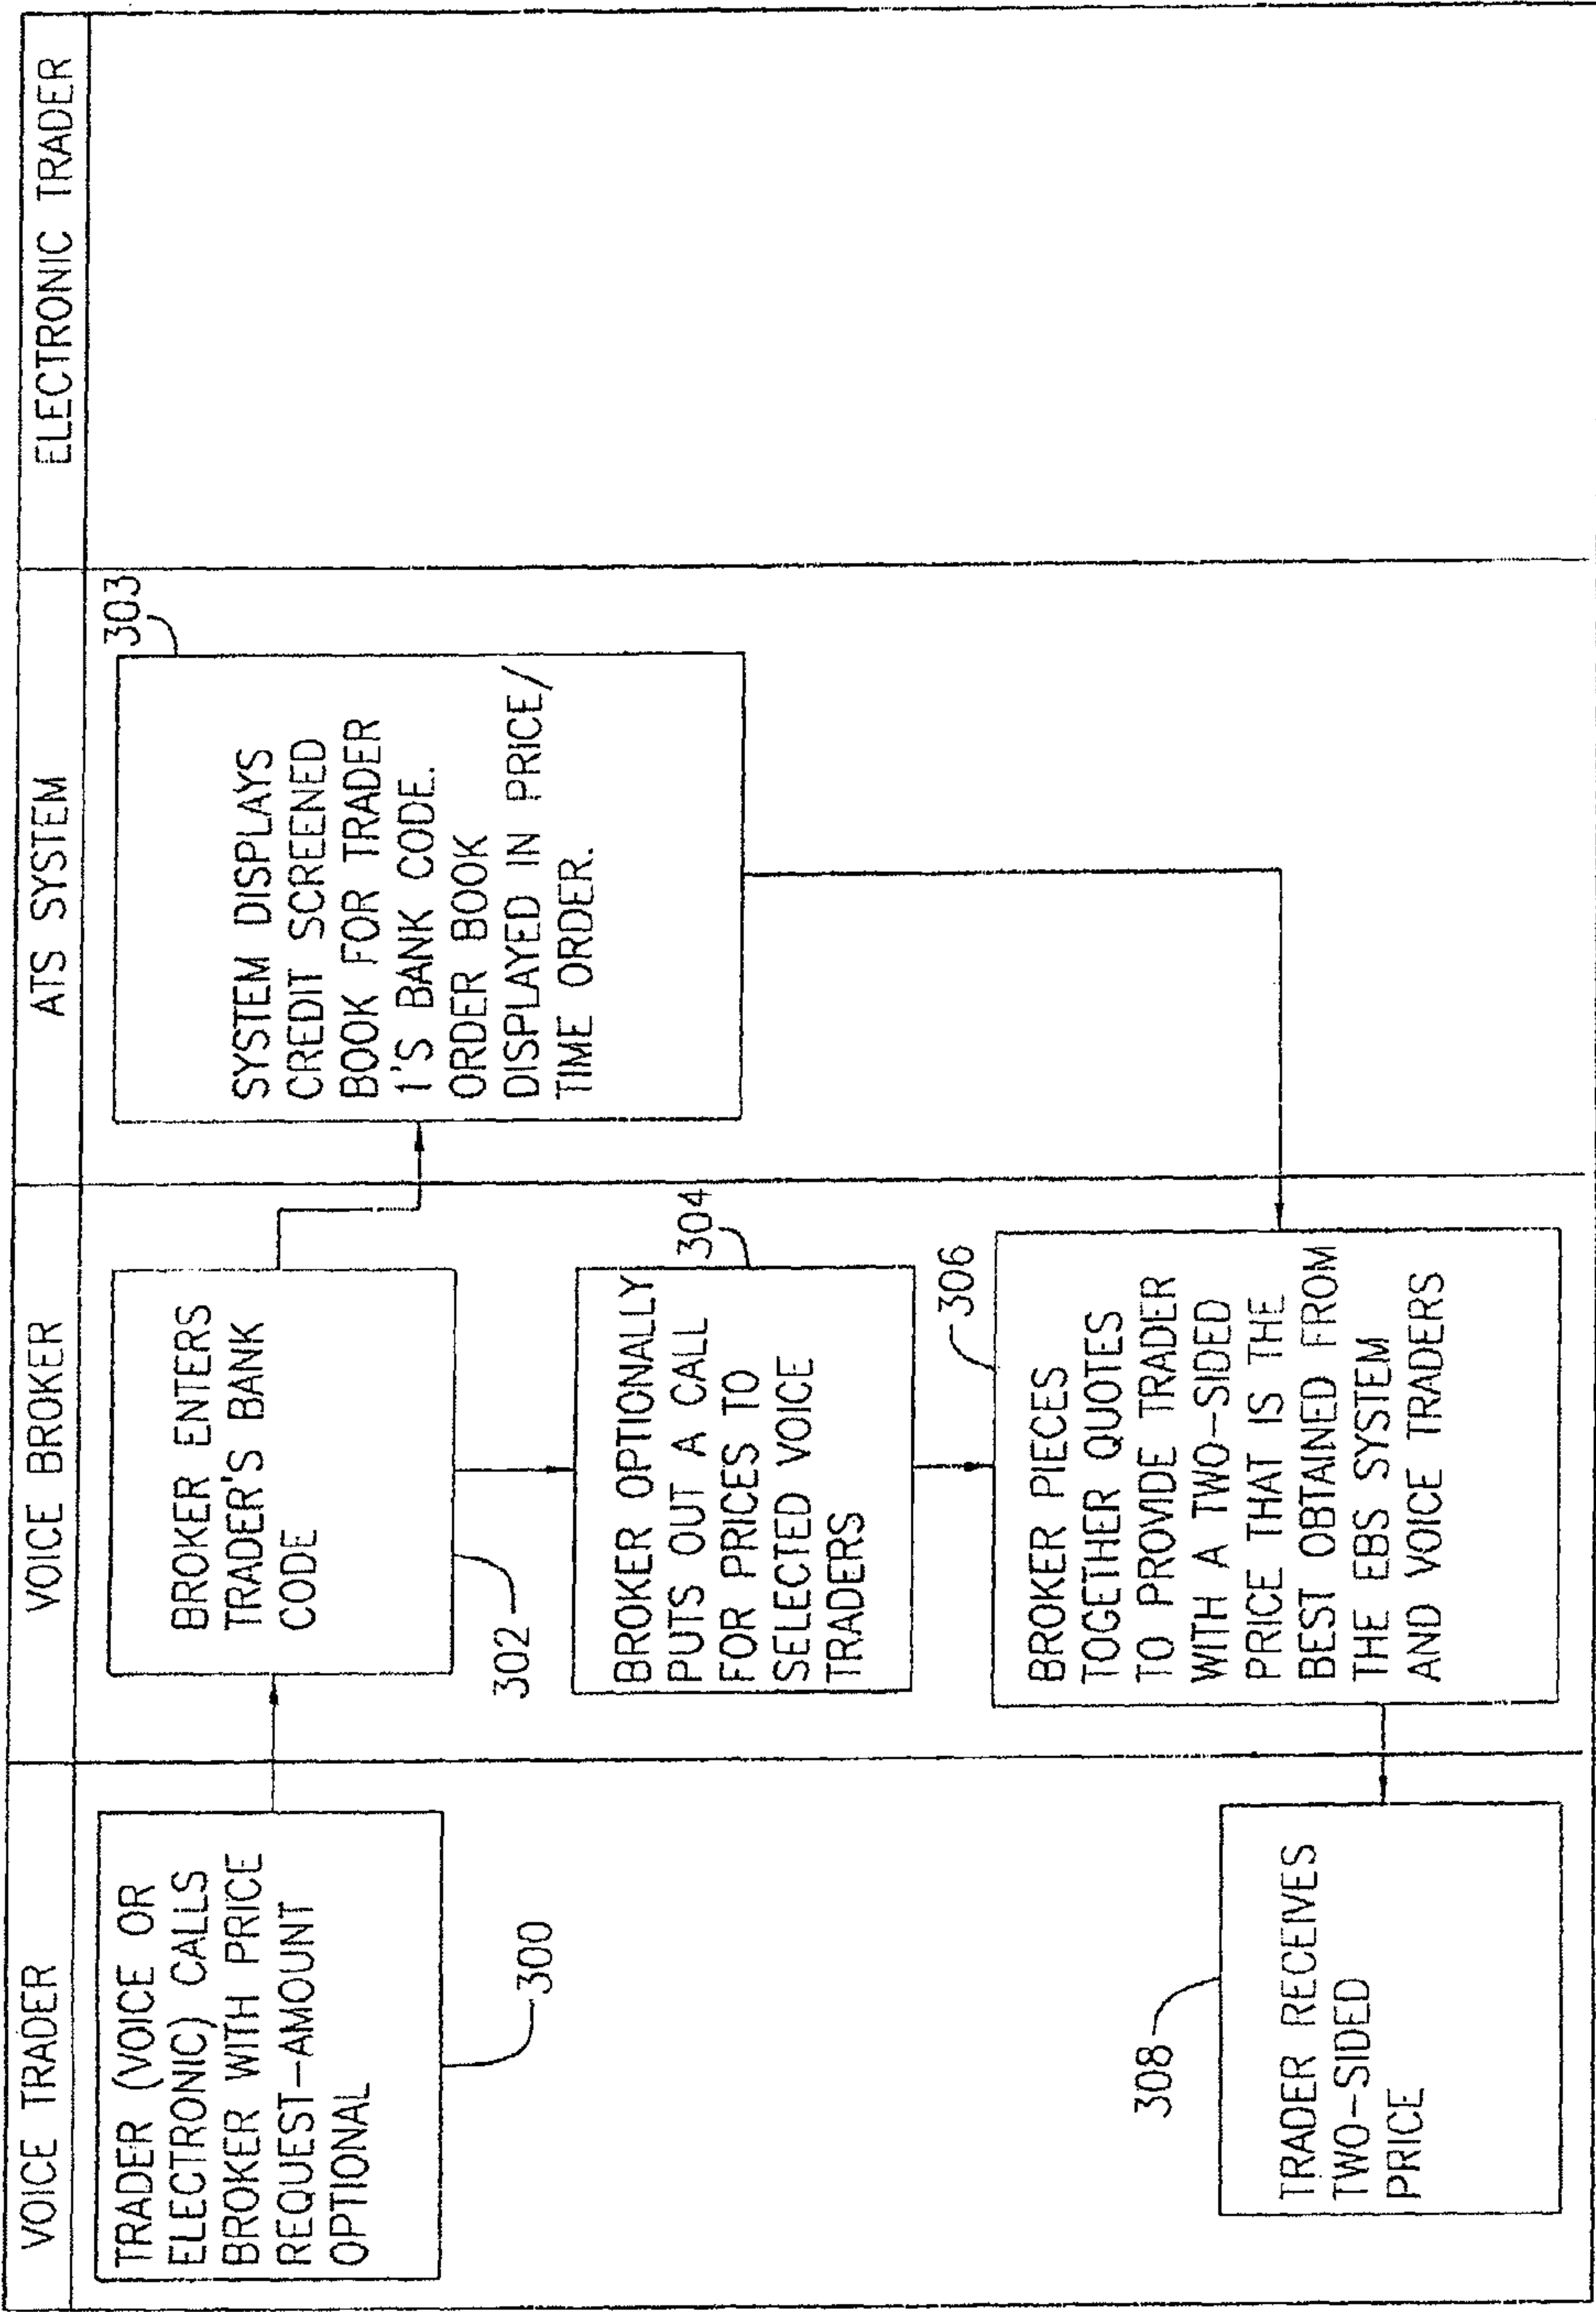 VOICE TRADER
VOICE BROKER
ATS SYSTEM
ELECTRONIC TRADER
TRADER (VOICE OR
ELECTRONIC) CALLS
BROKER WITH PRICE
REQUEST-AMOUNT
OPTIONAL
300
BROKER ENTERS
TRADER'S BANK
CODE
302
303
SYSTEM DISPLAYS
CREDIT SCREENED
BOOK FOR TRADER
1'S BANK CODE.
ORDER BOOK
DISPLAYED IN PRICE/
TIME ORDER.
304
BROKER OPTIONALLY
PUTS OUT A CALL
FOR PRICES TO
SELECTED VOICE
TRADERS
306
BROKER PIECES
TOGETHER QUOTES
TO PROVIDE TRADER
WITH A TWO-SIDED
PRICE THAT IS THE
BEST OBTAINED FROM
THE EBS SYSTEM
AND VOICE TRADERS
308
TRADER RECEIVES
TWO-SIDED
PRICE